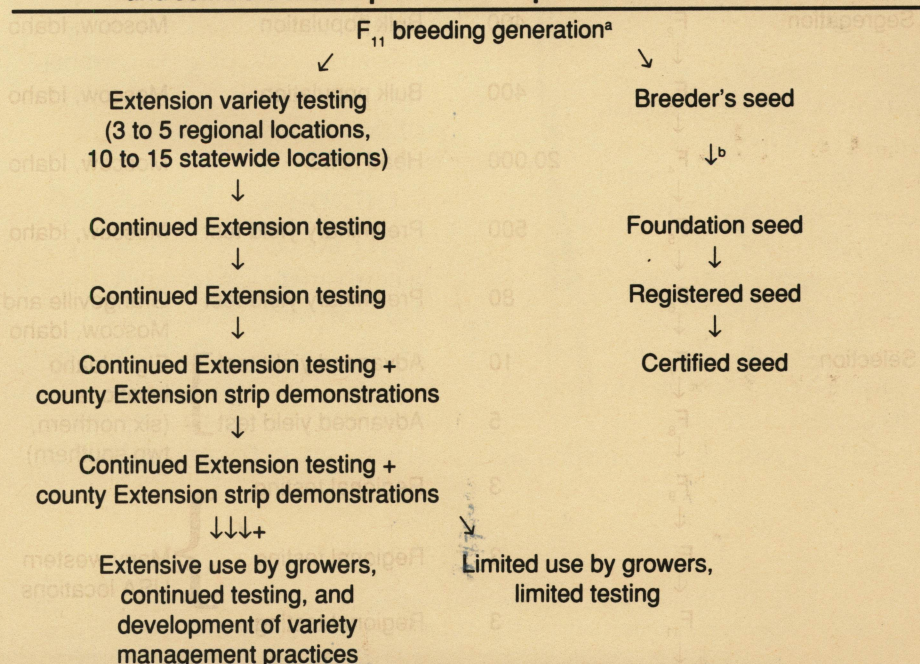 F11 breeding generationᵃ
↙ ↘
Extension variety testing
(3 to 5 regional locations,
10 to 15 statewide locations)
↓
Continued Extension testing
↓
Continued Extension testing
↓
Continued Extension testing +
county Extension strip demonstrations
↓
Continued Extension testing +
county Extension strip demonstrations
↓↓↓+ ↘
Extensive use by growers,
continued testing, and
development of variety
management practices
Limited use by growers,
limited testing
Breeder's seed
↓ᵇ
Foundation seed
↓
Registered seed
↓
Certified seed